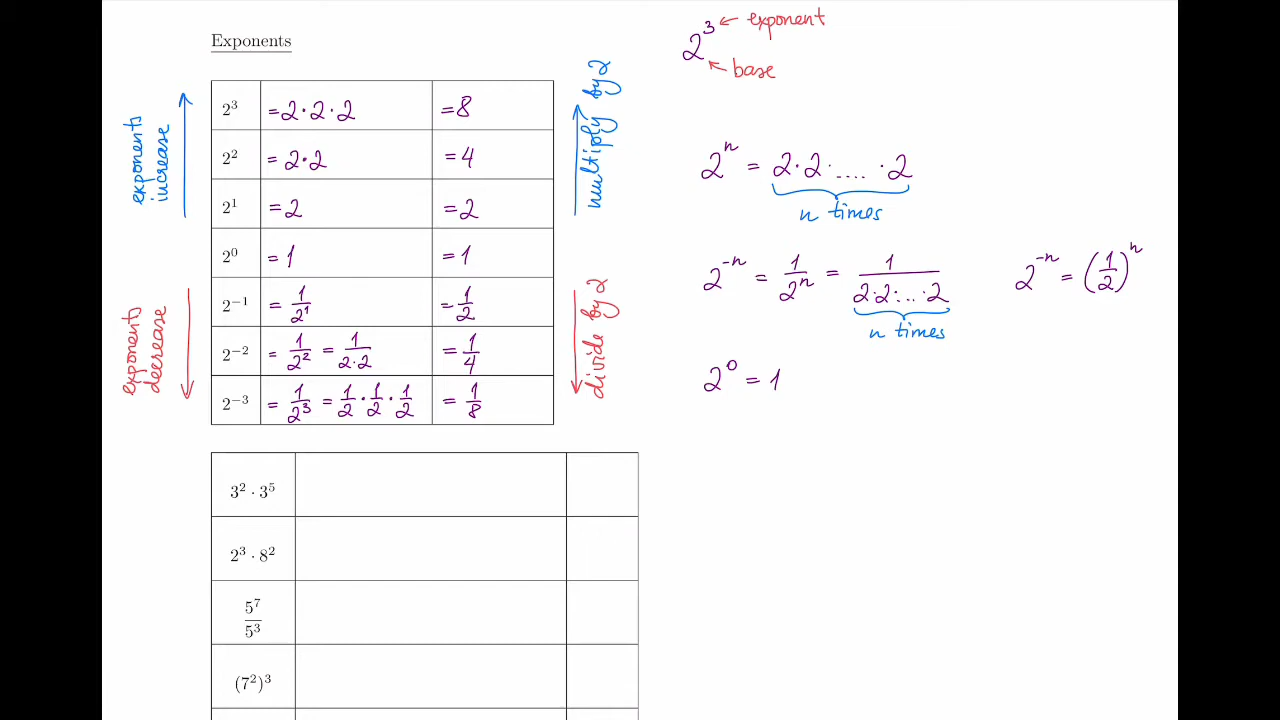 Exponents
2³ ← exponent
← base
exponents increase
2³ = 2·2·2 = 8
2² = 2·2 = 4
2¹ = 2 = 2
2⁰ = 1 = 1
2⁻¹ = 1/2¹ = 1/2
2⁻² = 1/2² = 1/(2·2) = 1/4
2⁻³ = 1/2³ = 1/2 · 1/2 · 1/2 = 1/8
exponents decrease
multiply by 2
divide by 2
2ⁿ = 2·2·....·2
n times
2⁻ⁿ = 1/2ⁿ = 1/(2·2·...·2)
n times
2⁻ⁿ = (1/2)ⁿ
2⁰ = 1
3² · 3⁵
2³ · 8²
5⁷/5³
(7²)³